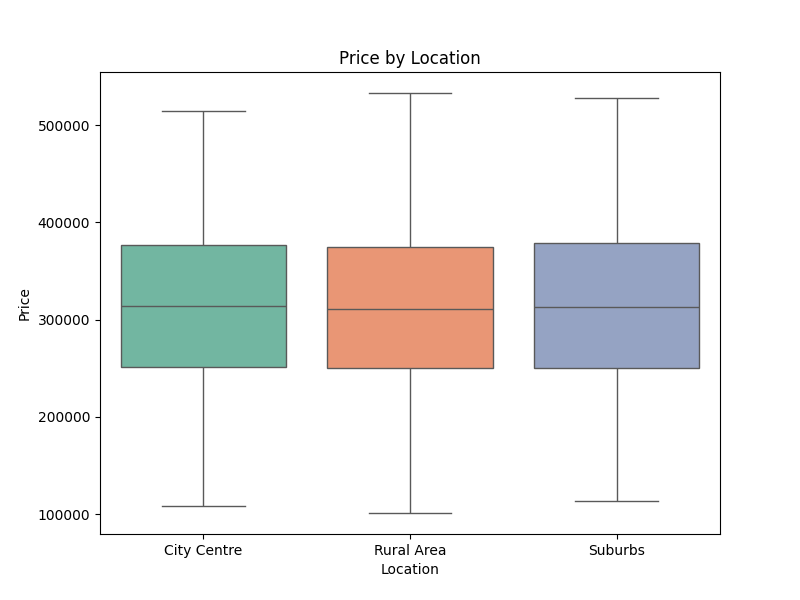 Price by Location
Price
500000
400000
300000
200000
100000
City Centre
Rural Area
Suburbs
Location